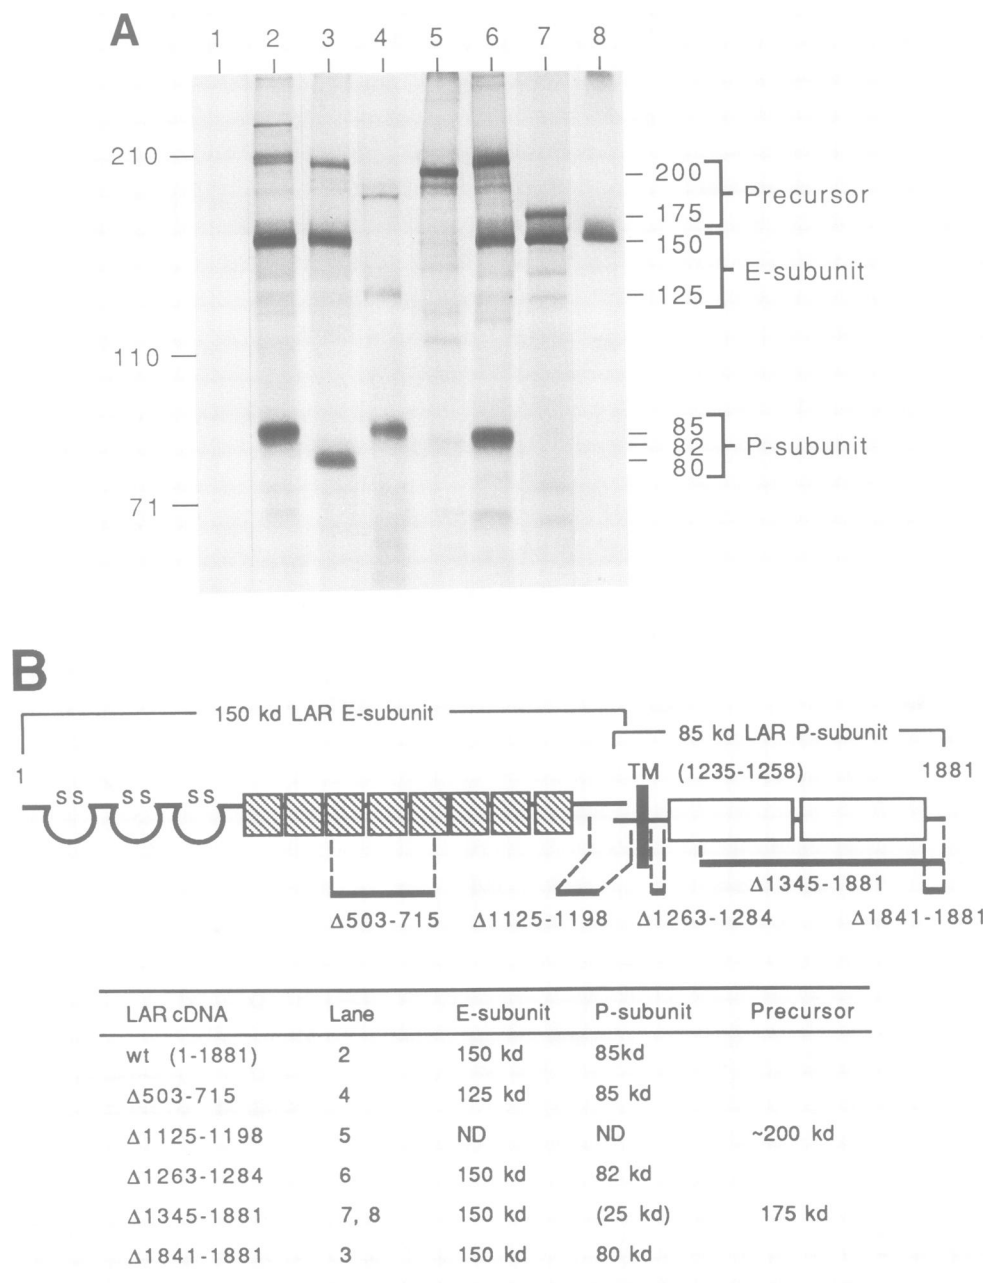 A
1 2 3 4 5 6 7 8
210
110
71
200
175
Precursor
150
125
E-subunit
85
82
80
P-subunit
B
150 kd LAR E-subunit
85 kd LAR P-subunit
1
TM (1235-1258)
1881
SS SS SS
Δ503-715
Δ1125-1198
Δ1263-1284
Δ1345-1881
Δ1841-1881
LAR cDNA Lane E-subunit P-subunit Precursor
wt (1-1881) 2 150 kd 85kd
Δ503-715 4 125 kd 85 kd
Δ1125-1198 5 ND ND ~200 kd
Δ1263-1284 6 150 kd 82 kd
Δ1345-1881 7, 8 150 kd (25 kd) 175 kd
Δ1841-1881 3 150 kd 80 kd